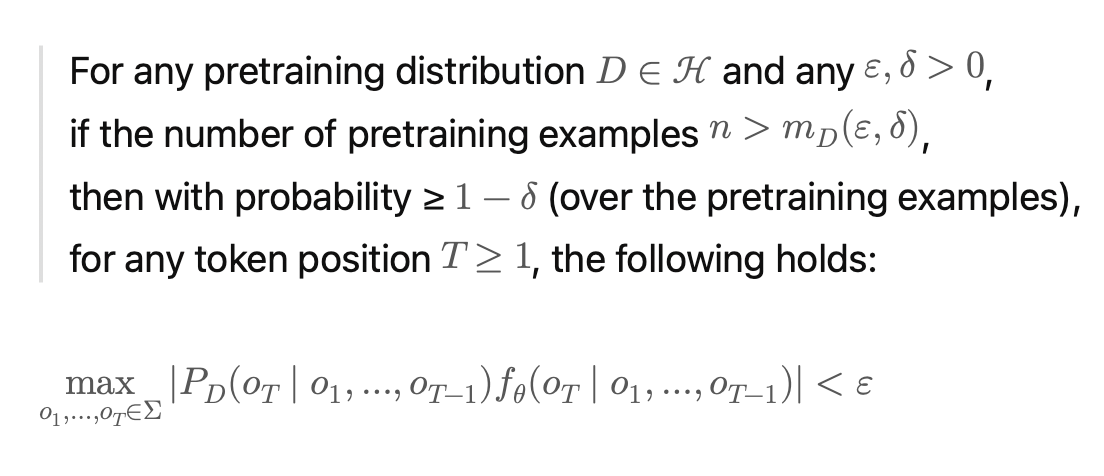 For any pretraining distribution D ∈ ℋ and any ε, δ > 0,
if the number of pretraining examples n > m_D(ε, δ),
then with probability ≥ 1 − δ (over the pretraining examples),
for any token position T ≥ 1, the following holds:
max_{o_1,...,o_T∈Σ} |P_D(o_T | o_1, ..., o_{T−1}) f_θ(o_T | o_1, ..., o_{T−1})| < ε